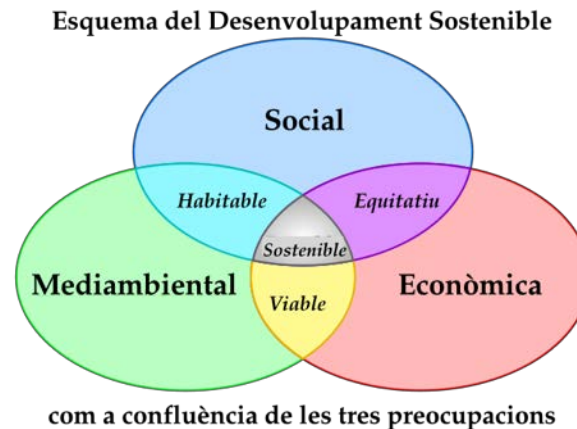 Esquema del Desenvolupament Sostenible
Social
Habitable
Equitatiu
Sostenible
Mediambiental
Econòmica
Viable
com a confluència de les tres preocupacions